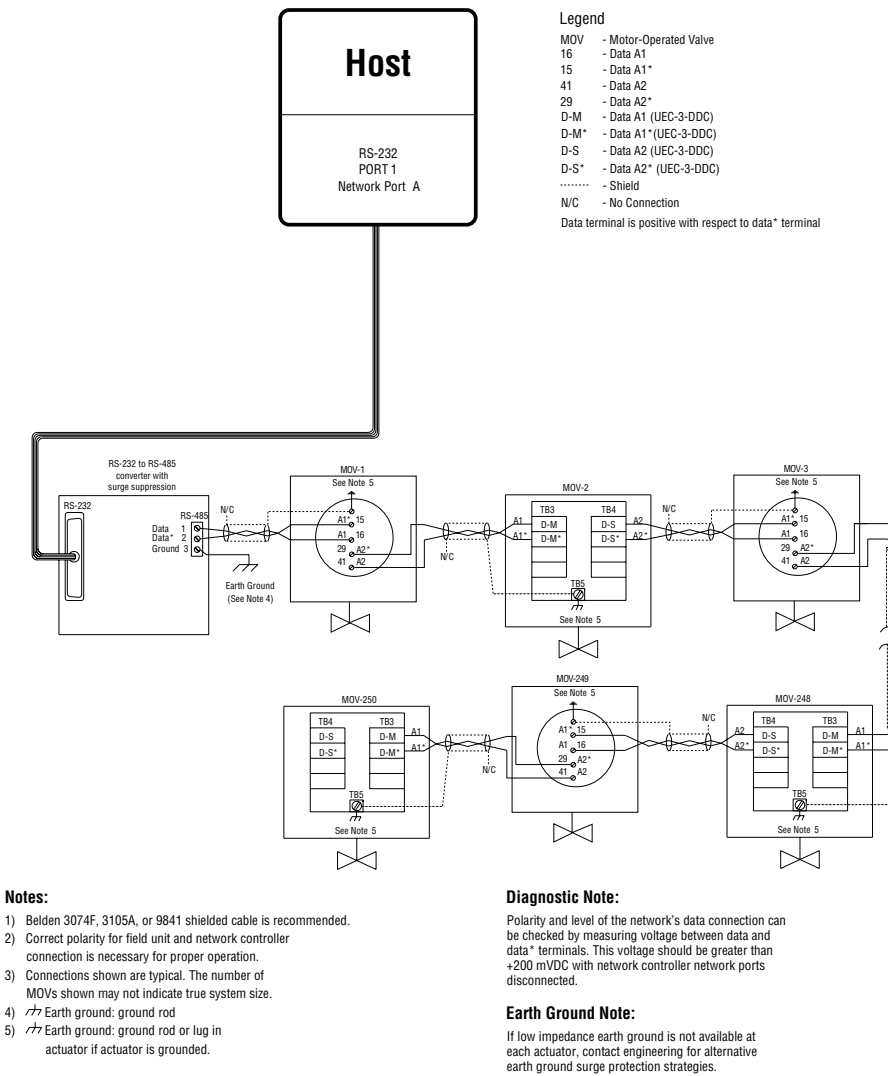 Host
RS-232
PORT 1
Network Port A
Legend
MOV - Motor-Operated Valve
16 - Data A1
15 - Data A1*
41 - Data A2
29 - Data A2*
D-M - Data A1 (UEC-3-DDC)
D-M* - Data A1*(UEC-3-DDC)
D-S - Data A2 (UEC-3-DDC)
D-S* - Data A2* (UEC-3-DDC)
-------- - Shield
N/C - No Connection
Data terminal is positive with respect to data* terminal
RS-232 to RS-485
converter with
surge suppression
RS-232
RS-485
Data 1
Data* 2
Ground 3
N/C
Earth Ground
(See Note 4)
MOV-1
See Note 5
A1* 15
A1 16
29 A2*
41 A2
N/C
MOV-2
TB3 TB4
A1 D-M D-S A2
A1* D-M* D-S* A2*
TB5
See Note 5
N/C
MOV-3
See Note 5
A1* 15
A1 16
29 A2*
41 A2
MOV-250
TB4 TB3
D-S D-M A1
D-S* D-M* A1*
TB5
See Note 5
N/C
MOV-249
See Note 5
A1* 15
A1 16
29 A2*
41 A2
N/C
MOV-248
TB4 TB3
A2 D-S D-M A1
A2* D-S* D-M* A1*
TB5
See Note 5
Notes:
1) Belden 3074F, 3105A, or 9841 shielded cable is recommended.
2) Correct polarity for field unit and network controller
connection is necessary for proper operation.
3) Connections shown are typical. The number of
MOVs shown may not indicate true system size.
4) Earth ground: ground rod
5) Earth ground: ground rod or lug in
actuator if actuator is grounded.
Diagnostic Note:
Polarity and level of the network's data connection can
be checked by measuring voltage between data and
data* terminals. This voltage should be greater than
+200 mVDC with network controller network ports
disconnected.
Earth Ground Note:
If low impedance earth ground is not available at
each actuator, contact engineering for alternative
earth ground surge protection strategies.